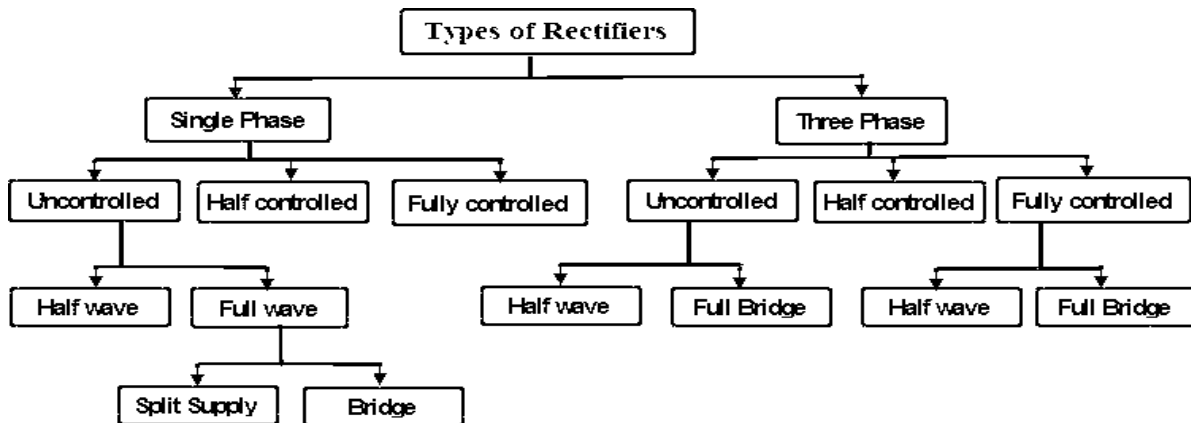 Types of Rectifiers
Single Phase
Three Phase
Uncontrolled
Half controlled
Fully controlled
Uncontrolled
Half controlled
Fully controlled
Half wave
Full wave
Half wave
Full Bridge
Half wave
Full Bridge
Split Supply
Bridge